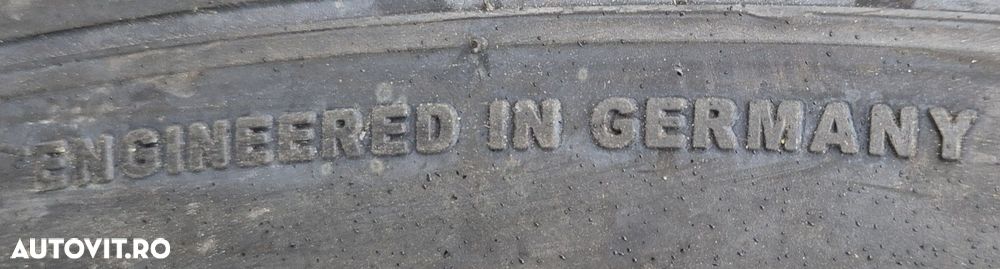 ENGINEERED IN GERMANY
AUTOVIT.RO